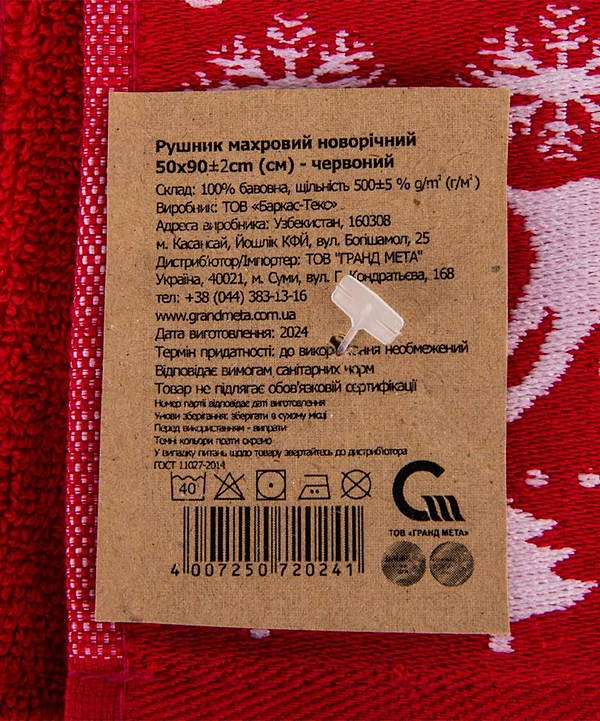 Рушник махровий новорічний
50х90±2cm (см) - червоний
Склад: 100% бавовна, щільність 500±5 % g/m² (г/м²)
Виробник: ТОВ «Баркас-Текс»
Адреса виробника: Узбекистан, 160308
м. Касансай, Йошлік КФЙ, вул. Богішамол, 25
Дистриб'ютор/Імпортер: ТОВ "ГРАНД МЕТА"
Україна, 40021, м. Суми, вул. Г. Кондратьєва, 168
тел: +38 (044) 383-13-16
www.grandmeta.com.ua
Дата виготовлення: 2024
Термін придатності: до використання необмежений
Відповідає вимогам санітарних норм
Товар не підлягає обов'язковій сертифікації
Номер партії відповідає даті виготовлення
Умови зберігання: зберігати в сухому місці
Перед використанням - випрати
Темні кольори прати окремо
У випадку питань щодо товару звертайтесь до дистриб'ютора
ГОСТ 11027-2014
40
ТОВ «ГРАНД МЕТА»
4 007250 720241